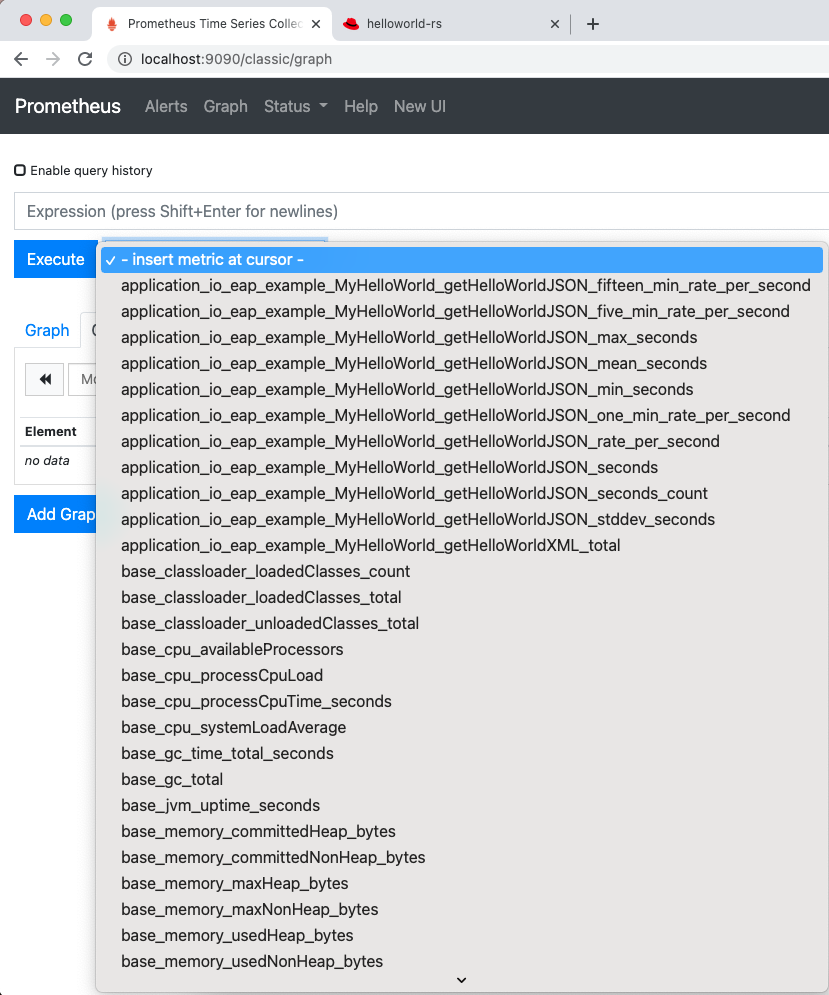 Prometheus Time Series Collec
helloworld-rs
localhost:9090/classic/graph
Prometheus Alerts Graph Status Help New UI
Enable query history
Expression (press Shift+Enter for newlines)
Execute
✓ - insert metric at cursor -
application_io_eap_example_MyHelloWorld_getHelloWorldJSON_fifteen_min_rate_per_second
application_io_eap_example_MyHelloWorld_getHelloWorldJSON_five_min_rate_per_second
application_io_eap_example_MyHelloWorld_getHelloWorldJSON_max_seconds
application_io_eap_example_MyHelloWorld_getHelloWorldJSON_mean_seconds
application_io_eap_example_MyHelloWorld_getHelloWorldJSON_min_seconds
application_io_eap_example_MyHelloWorld_getHelloWorldJSON_one_min_rate_per_second
application_io_eap_example_MyHelloWorld_getHelloWorldJSON_rate_per_second
application_io_eap_example_MyHelloWorld_getHelloWorldJSON_seconds
application_io_eap_example_MyHelloWorld_getHelloWorldJSON_seconds_count
application_io_eap_example_MyHelloWorld_getHelloWorldJSON_stddev_seconds
application_io_eap_example_MyHelloWorld_getHelloWorldXML_total
base_classloader_loadedClasses_count
base_classloader_loadedClasses_total
base_classloader_unloadedClasses_total
base_cpu_availableProcessors
base_cpu_processCpuLoad
base_cpu_processCpuTime_seconds
base_cpu_systemLoadAverage
base_gc_time_total_seconds
base_gc_total
base_jvm_uptime_seconds
base_memory_committedHeap_bytes
base_memory_committedNonHeap_bytes
base_memory_maxHeap_bytes
base_memory_maxNonHeap_bytes
base_memory_usedHeap_bytes
base_memory_usedNonHeap_bytes
Graph
Element
no data
Add Grap